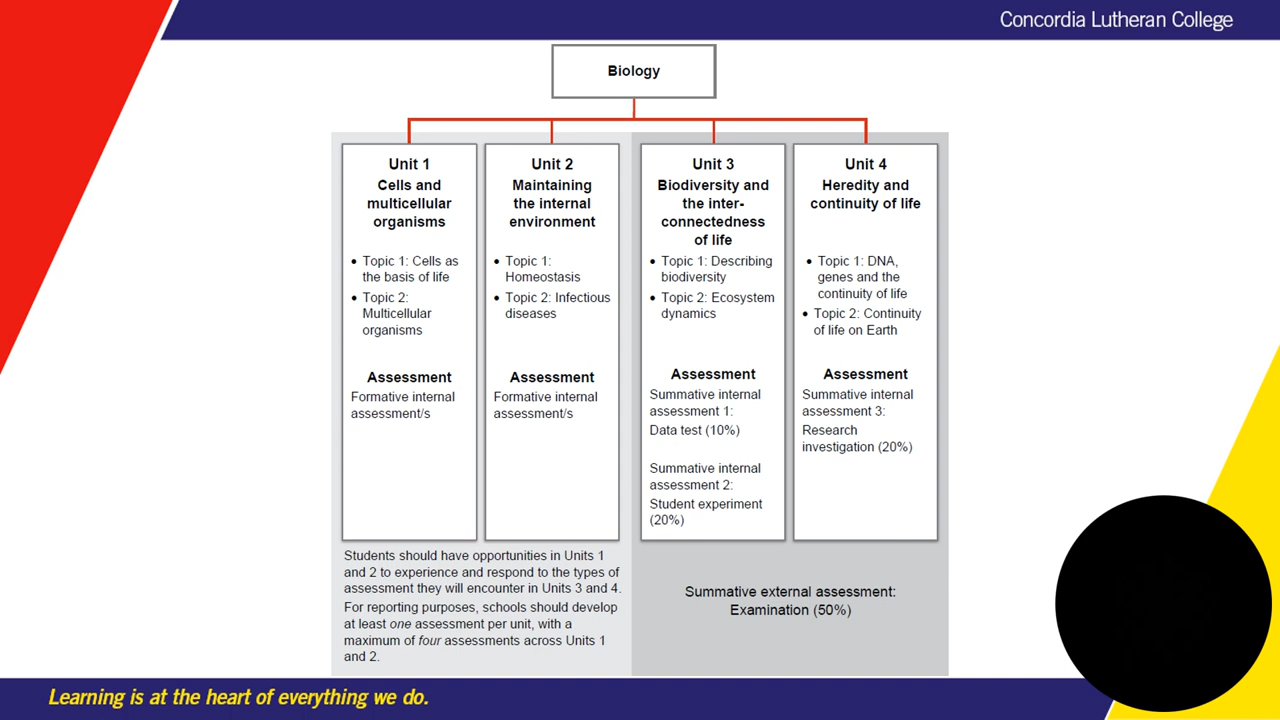 Concordia Lutheran College
Biology
Unit 1
Cells and
multicellular
organisms
• Topic 1: Cells as
the basis of life
• Topic 2:
Multicellular
organisms
Assessment
Formative internal
assessment/s
Unit 2
Maintaining
the internal
environment
• Topic 1:
Homeostasis
• Topic 2: Infectious
diseases
Assessment
Formative internal
assessment/s
Unit 3
Biodiversity and
the inter-
connectedness
of life
• Topic 1: Describing
biodiversity
• Topic 2: Ecosystem
dynamics
Assessment
Summative internal
assessment 1:
Data test (10%)
Summative internal
assessment 2:
Student experiment
(20%)
Unit 4
Heredity and
continuity of life
• Topic 1: DNA,
genes and the
continuity of life
• Topic 2: Continuity
of life on Earth
Assessment
Summative internal
assessment 3:
Research
investigation (20%)
Students should have opportunities in Units 1
and 2 to experience and respond to the types of
assessment they will encounter in Units 3 and 4.
For reporting purposes, schools should develop
at least one assessment per unit, with a
maximum of four assessments across Units 1
and 2.
Summative external assessment:
Examination (50%)
Learning is at the heart of everything we do.